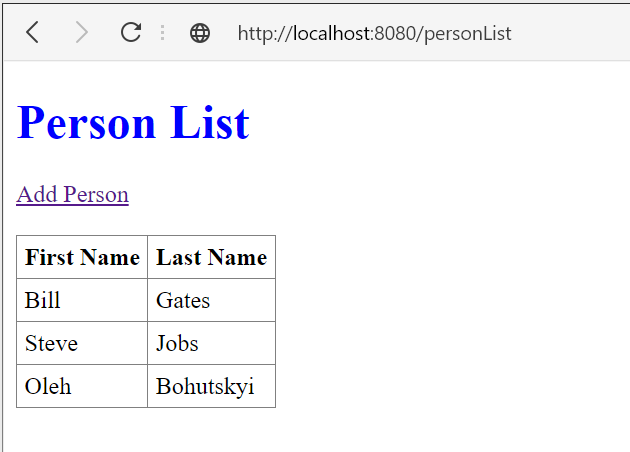 http://localhost:8080/personList
Person List
Add Person
First Name Last Name
Bill Gates
Steve Jobs
Oleh Bohutskyi